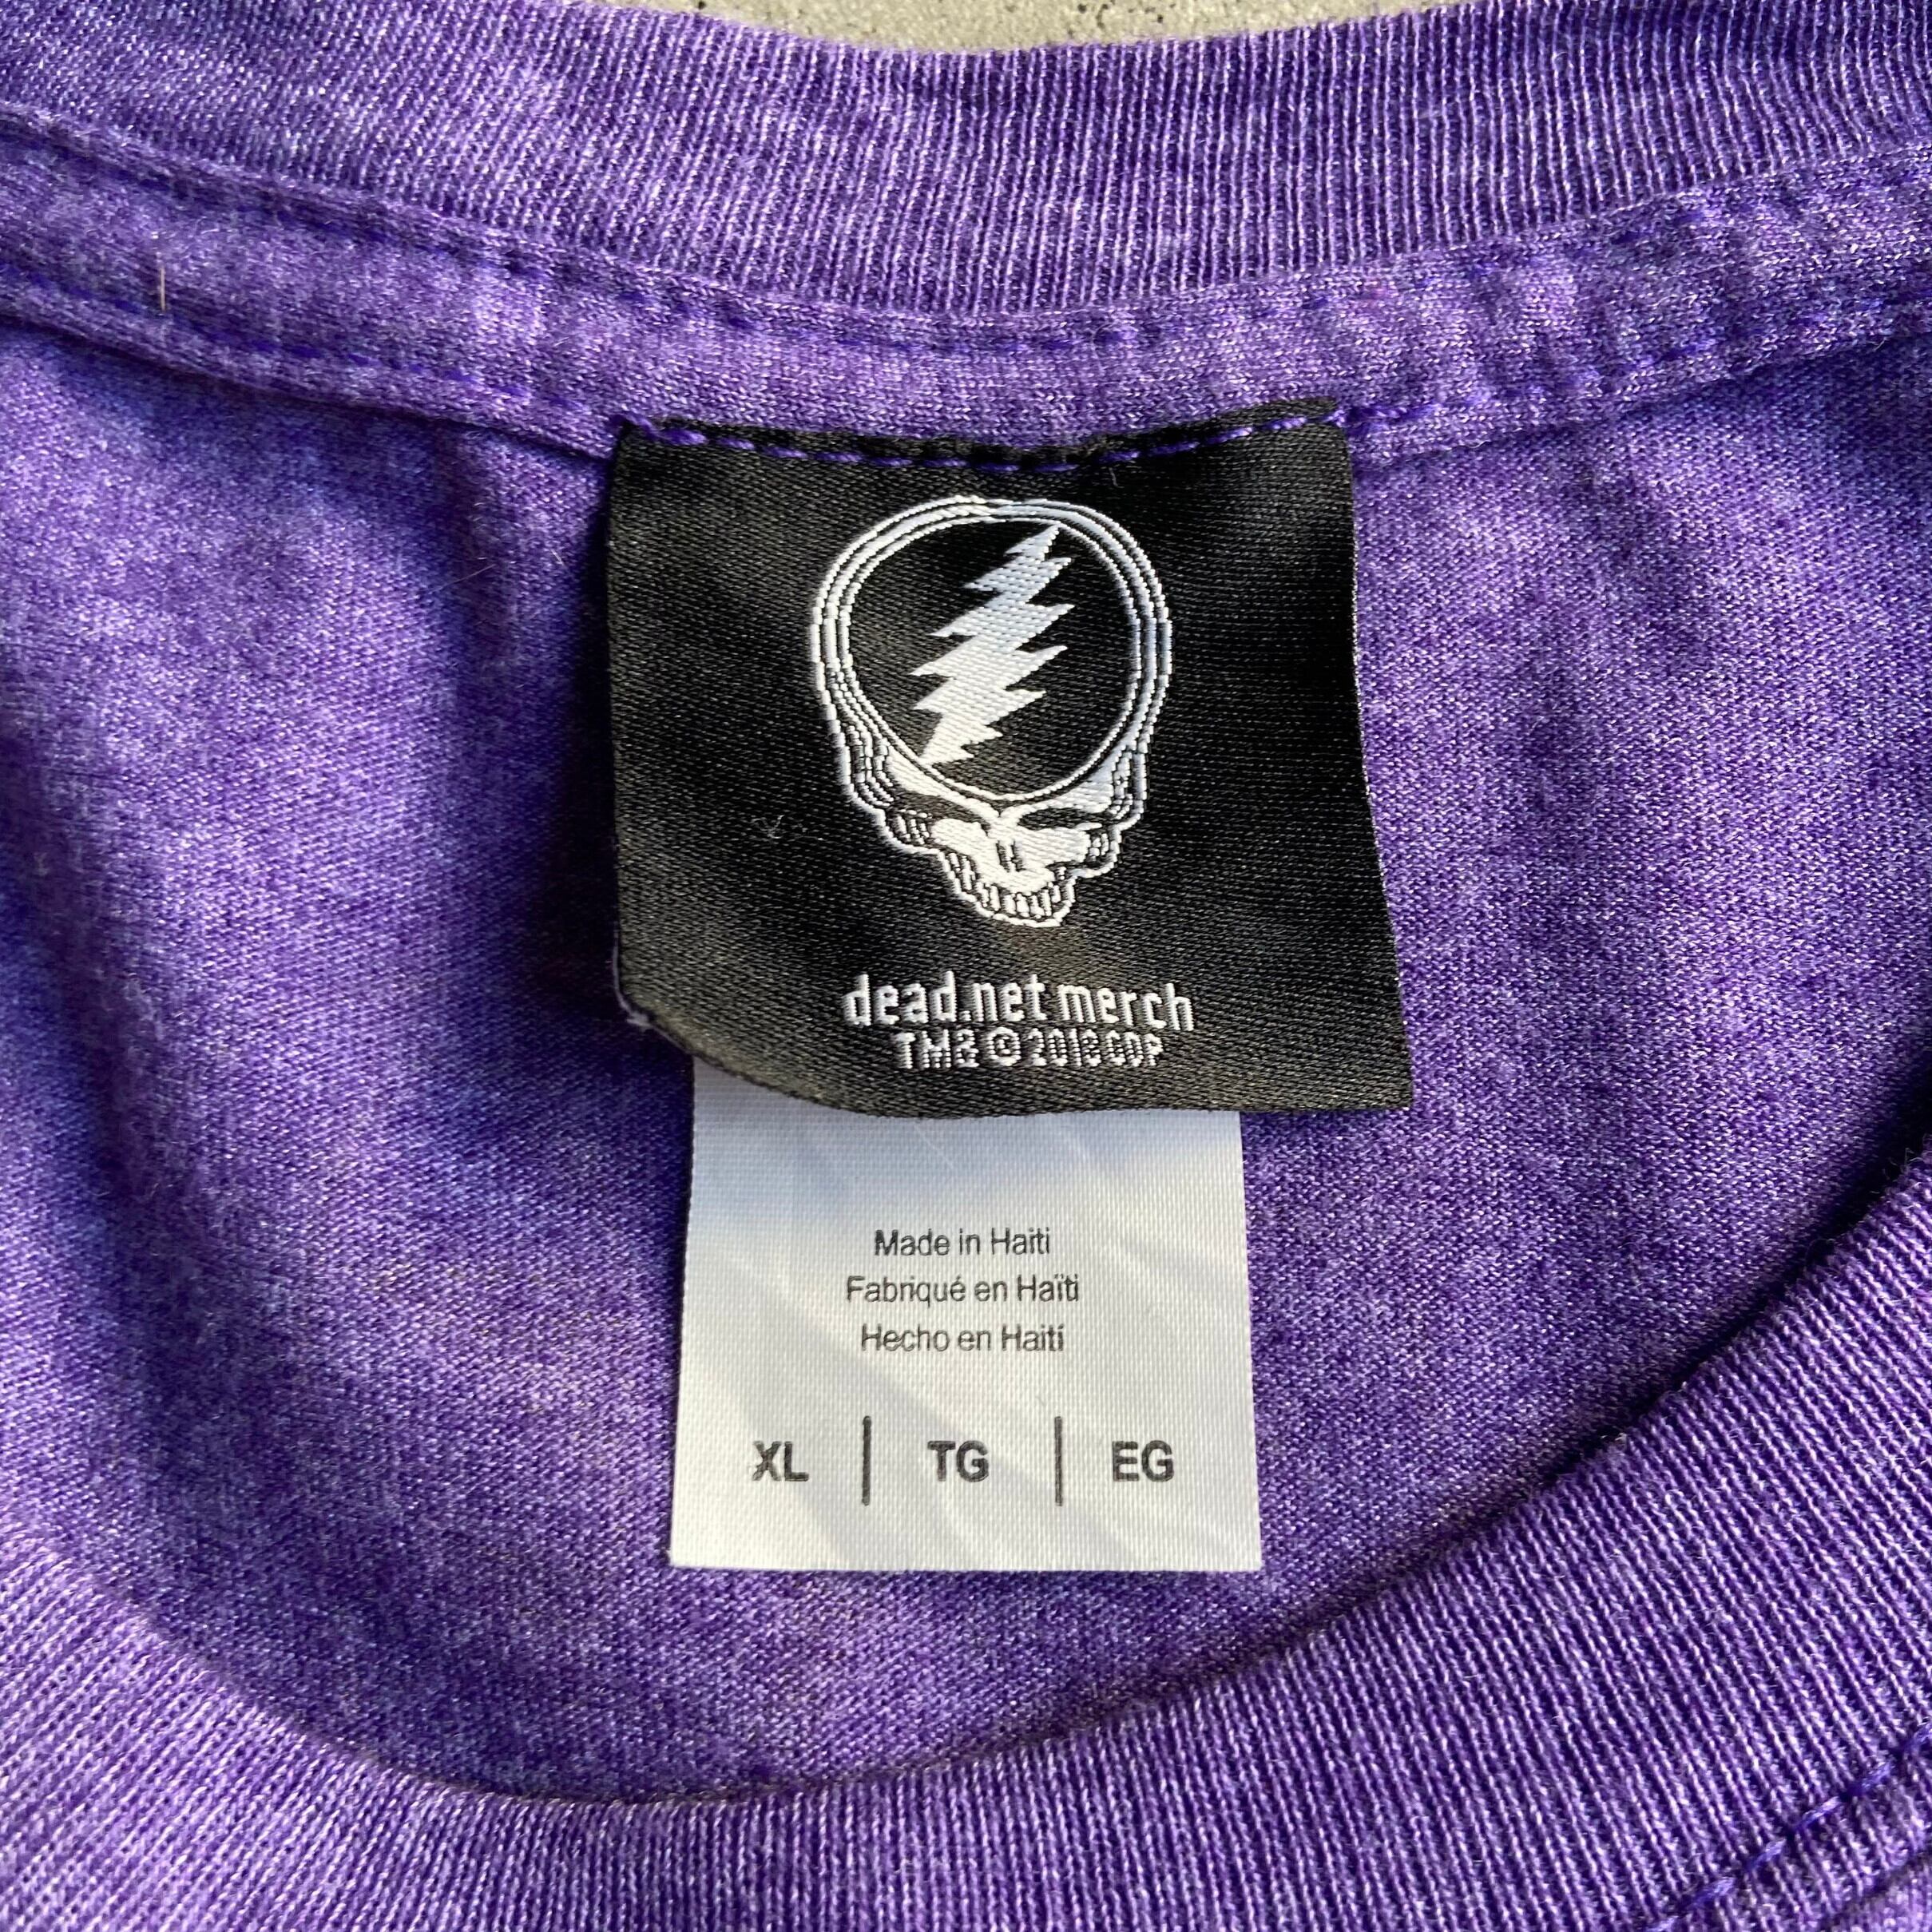 dead.net merch
TM & © 2018 GDP
Made in Haiti
Fabriqué en Haïti
Hecho en Haití
XL | TG | EG